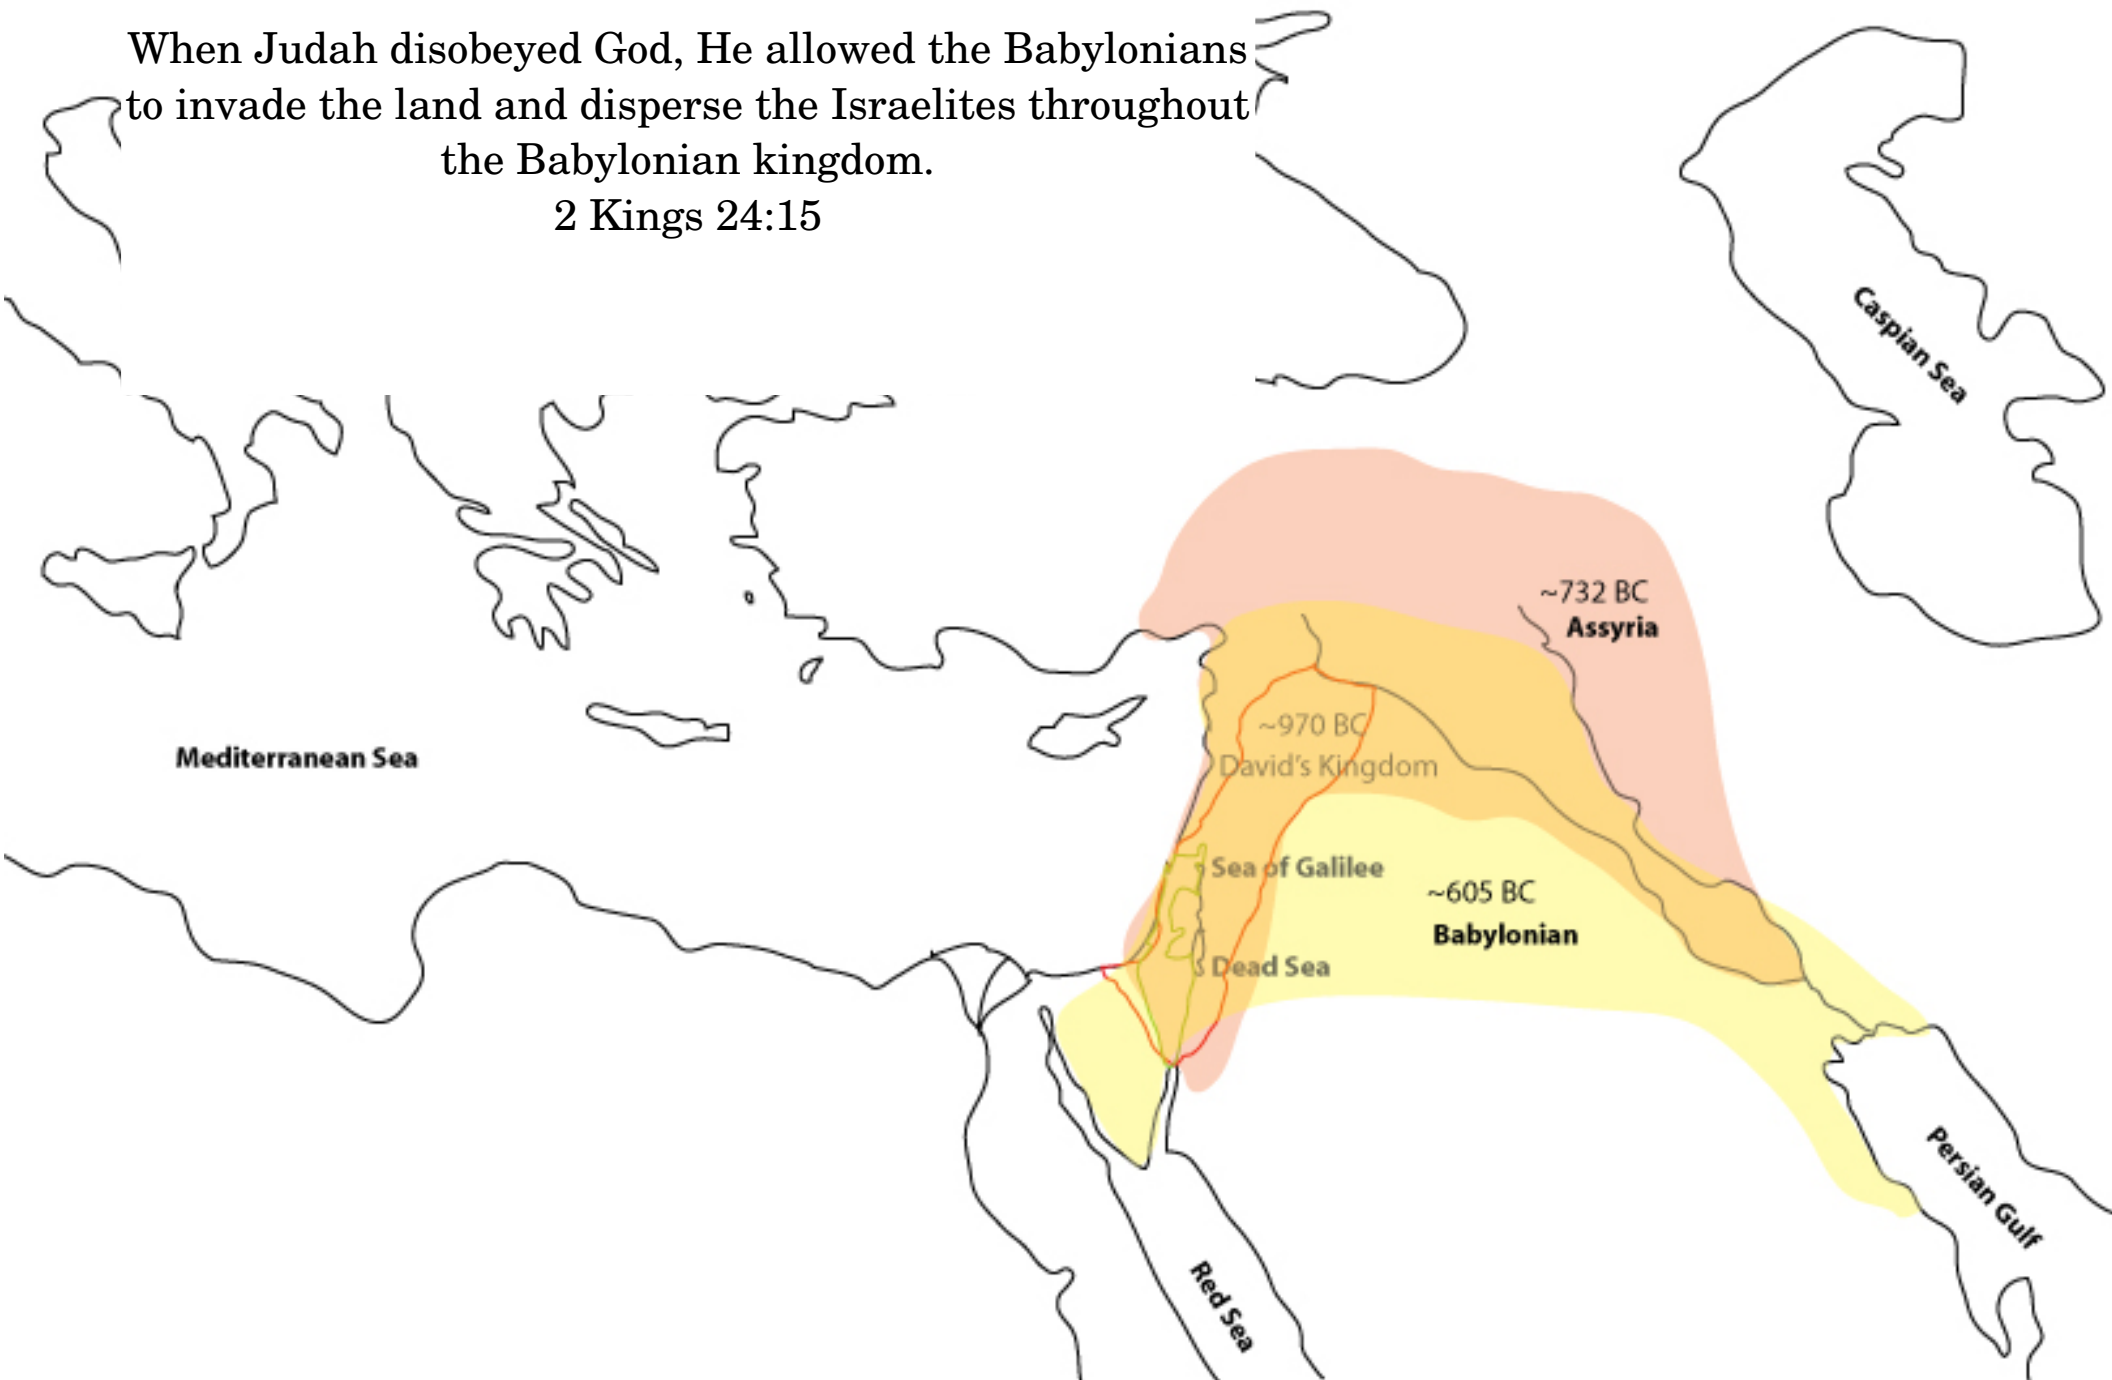 When Judah disobeyed God, He allowed the Babylonians
to invade the land and disperse the Israelites throughout
the Babylonian kingdom.
2 Kings 24:15
Caspian Sea
~732 BC
Assyria
~970 BC
David's Kingdom
Mediterranean Sea
Sea of Galilee
~605 BC
Babylonian
Dead Sea
Persian Gulf
Red Sea